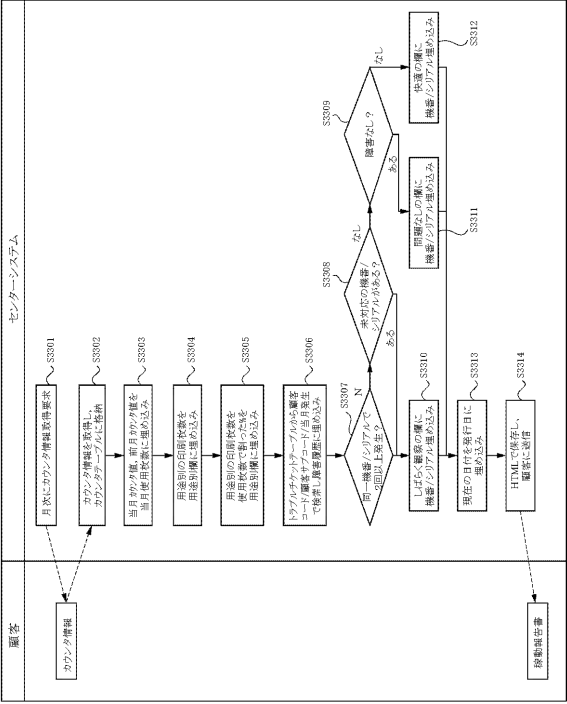 センターシステム
顧客
S3301
月次にカウンタ情報取得要求
カウンタ情報
S3302
カウンタ情報を取得し、
カウンタテーブルに格納
S3303
当月カウンタ値、前月カウンタ値を
当月使用枚数に埋め込み
S3304
用途別の印刷枚数を
用途別欄に埋め込み
S3305
用途別の印刷枚数を
使用枚数で割った%を
用途別欄に埋め込み
S3306
トラブルチケットテーブルから顧客
コード/顧客サブコード/当月発生
で検索し障害履歴に埋め込み
S3307
同一機番/シリアルで
2回以上発生?
N
S3308
未対応の機番/
シリアルがある?
なし
ある
S3309
障害なし?
なし
ある
S3310
しばらく観察の欄に
機番/シリアル埋め込み
S3311
問題なしの欄に
機番/シリアル埋め込み
S3312
快適の欄に
機番/シリアル埋め込み
S3313
現在の日付を発行日に
埋め込み
S3314
HTMLで保存し、
顧客に送信
稼動報告書